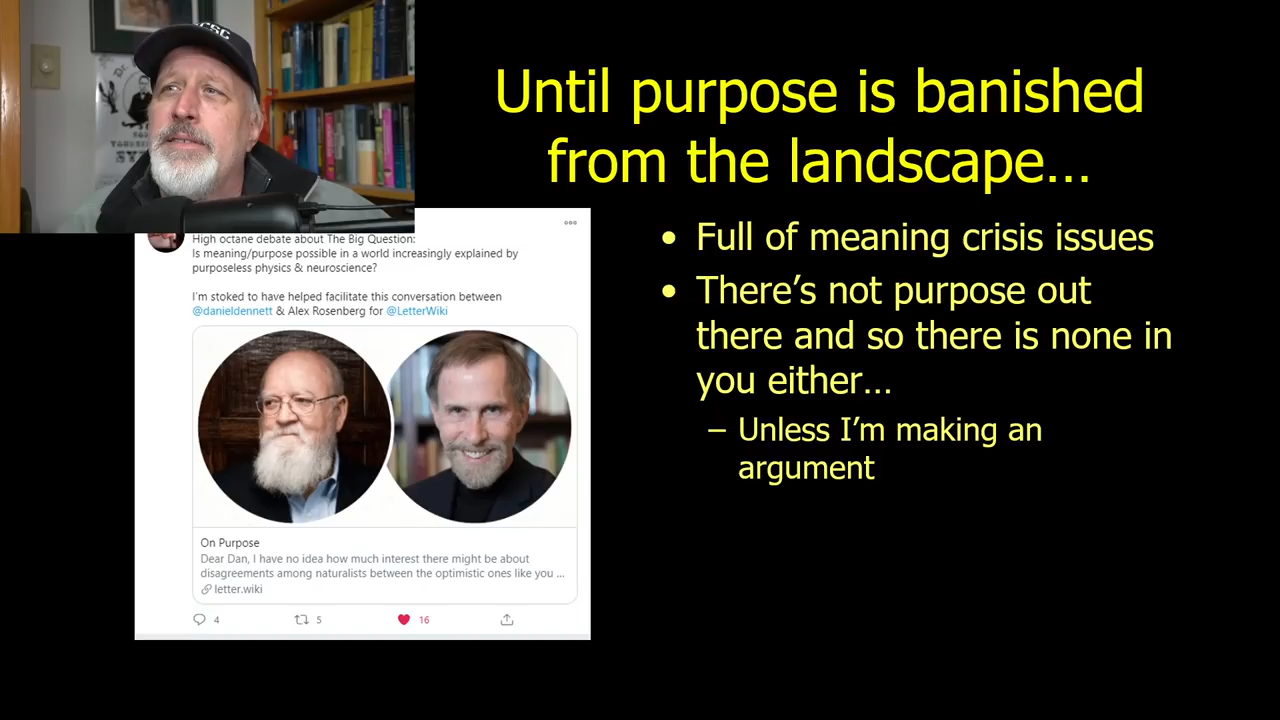 CSC
Dr.
Until purpose is banished
from the landscape…
High octane debate about The Big Question:
Is meaning/purpose possible in a world increasingly explained by
purposeless physics & neuroscience?
I'm stoked to have helped facilitate this conversation between
@danieldennett & Alex Rosenberg for @LetterWiki
On Purpose
Dear Dan, I have no idea how much interest there might be about
disagreements among naturalists between the optimistic ones like you ...
letter.wiki
4
5
16
• Full of meaning crisis issues
• There’s not purpose out
there and so there is none in
you either…
– Unless I’m making an
argument